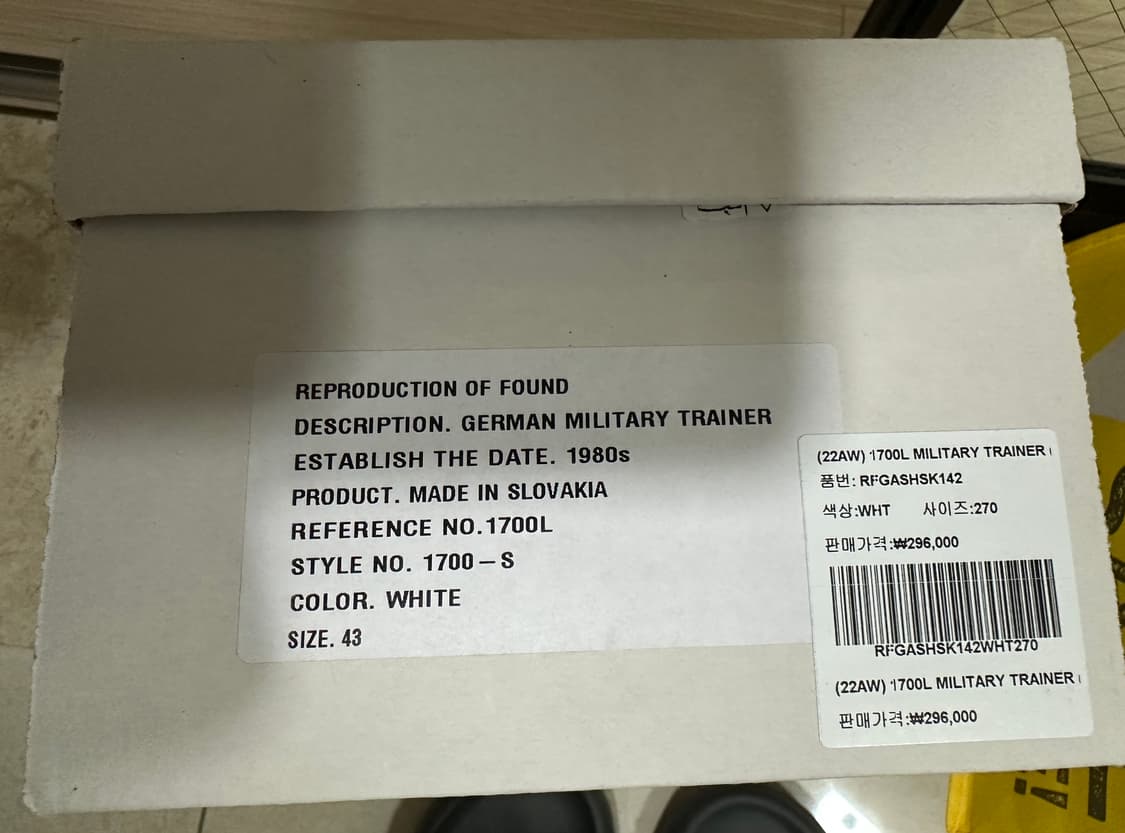 REPRODUCTION OF FOUND
DESCRIPTION. GERMAN MILITARY TRAINER
ESTABLISH THE DATE. 1980s
PRODUCT. MADE IN SLOVAKIA
REFERENCE NO.1700L
STYLE NO. 1700 – S
COLOR. WHITE
SIZE. 43
(22AW) 1700L MILITARY TRAINER
품번: RFGASHSK142
색상:WHT 사이즈:270
판매가격:₩296,000
RFGASHSK142WHT270
(22AW) 1700L MILITARY TRAINER
판매가격:₩296,000